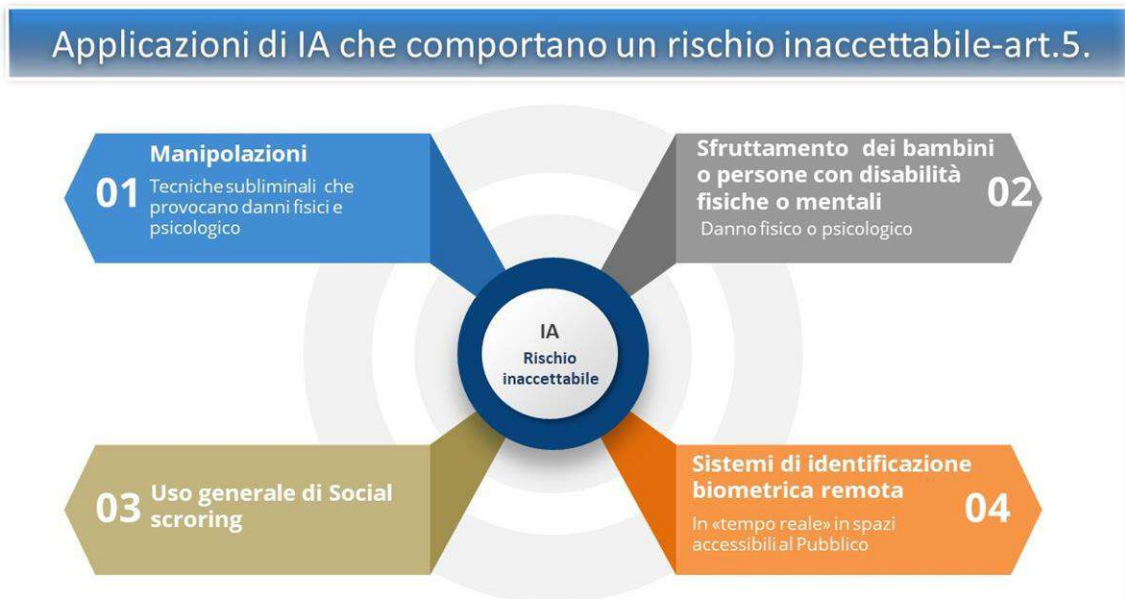 Applicazioni di IA che comportano un rischio inaccettabile-art.5.
01
Manipolazioni
Tecniche subliminali che
provocano danni fisici e
psicologico
Sfruttamento dei bambini
o persone con disabilità
fisiche o mentali
Danno fisico o psicologico
02
IA
Rischio
inaccettabile
03
Uso generale di Social
scroring
Sistemi di identificazione
biometrica remota
In «tempo reale» in spazi
accessibili al Pubblico
04